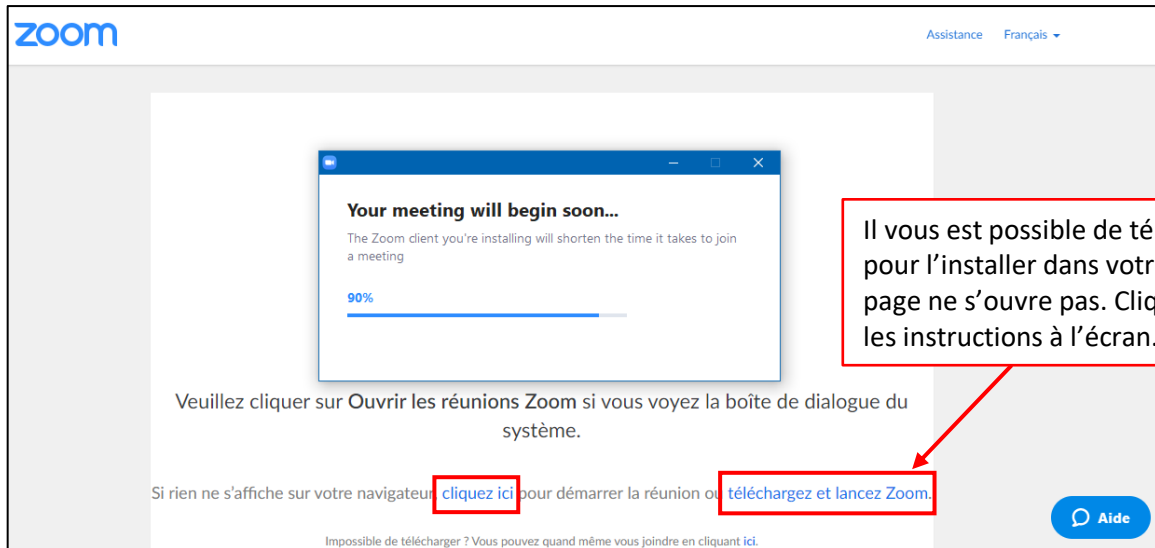 zoom
Assistance Français
Your meeting will begin soon...
The Zoom client you're installing will shorten the time it takes to join
a meeting
90%
Il vous est possible de té
pour l’installer dans votr
page ne s’ouvre pas. Cliq
les instructions à l’écran.
Veuillez cliquer sur Ouvrir les réunions Zoom si vous voyez la boîte de dialogue du
système.
Si rien ne s’affiche sur votre navigateur, cliquez ici pour démarrer la réunion ou téléchargez et lancez Zoom.
Aide
Impossible de télécharger ? Vous pouvez quand même vous joindre en cliquant ici.